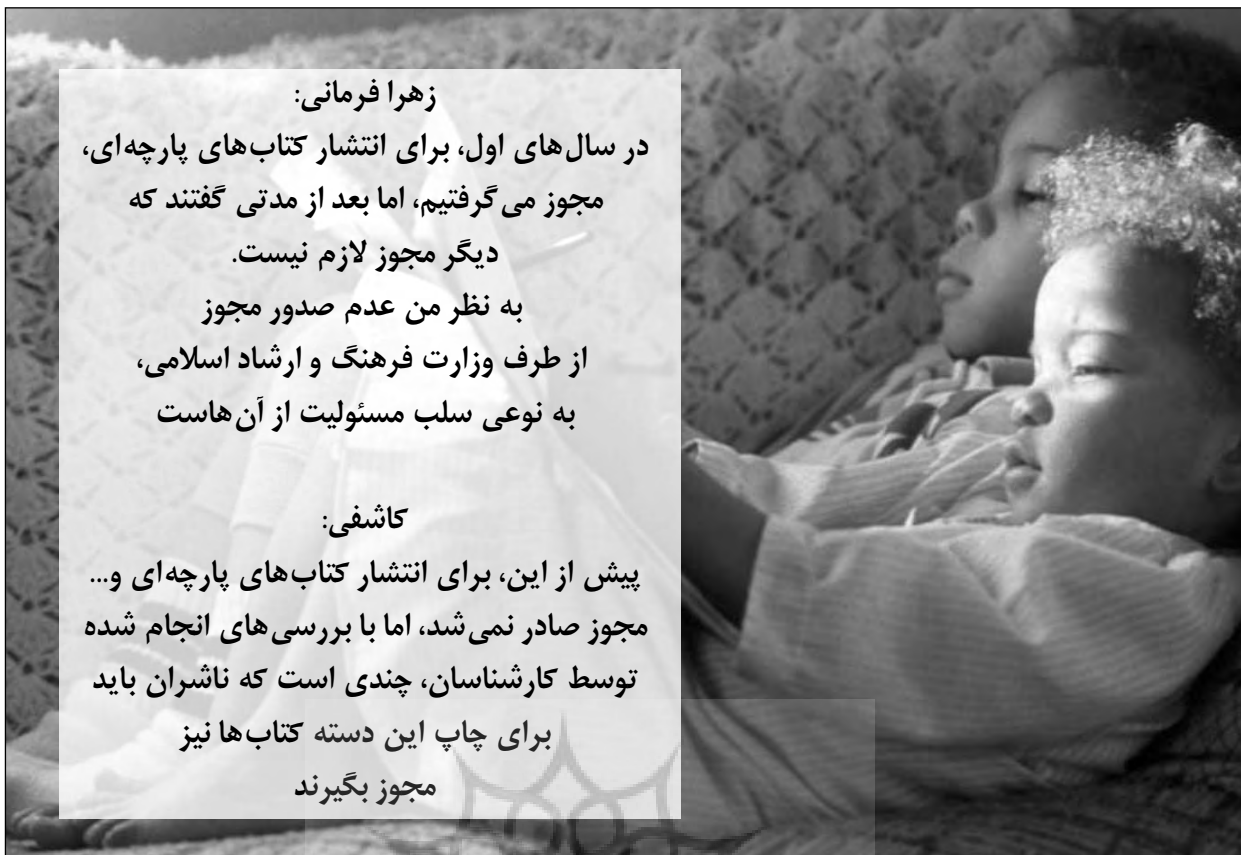 زهرا فرمانی:
در سال‌های اول، برای انتشار کتاب‌های پارچه‌ای،
مجوز می‌گرفتیم، اما بعد از مدتی گفتند که
دیگر مجوز لازم نیست.
به نظر من عدم صدور مجوز
از طرف وزارت فرهنگ و ارشاد اسلامی،
به نوعی سلب مسئولیت از آن‌هاست
کاشفی:
پیش از این، برای انتشار کتاب‌های پارچه‌ای و...
مجوز صادر نمی‌شد، اما با بررسی‌های انجام شده
توسط کارشناسان، چندی است که ناشران باید
برای چاپ این دسته کتاب‌ها نیز
مجوز بگیرند